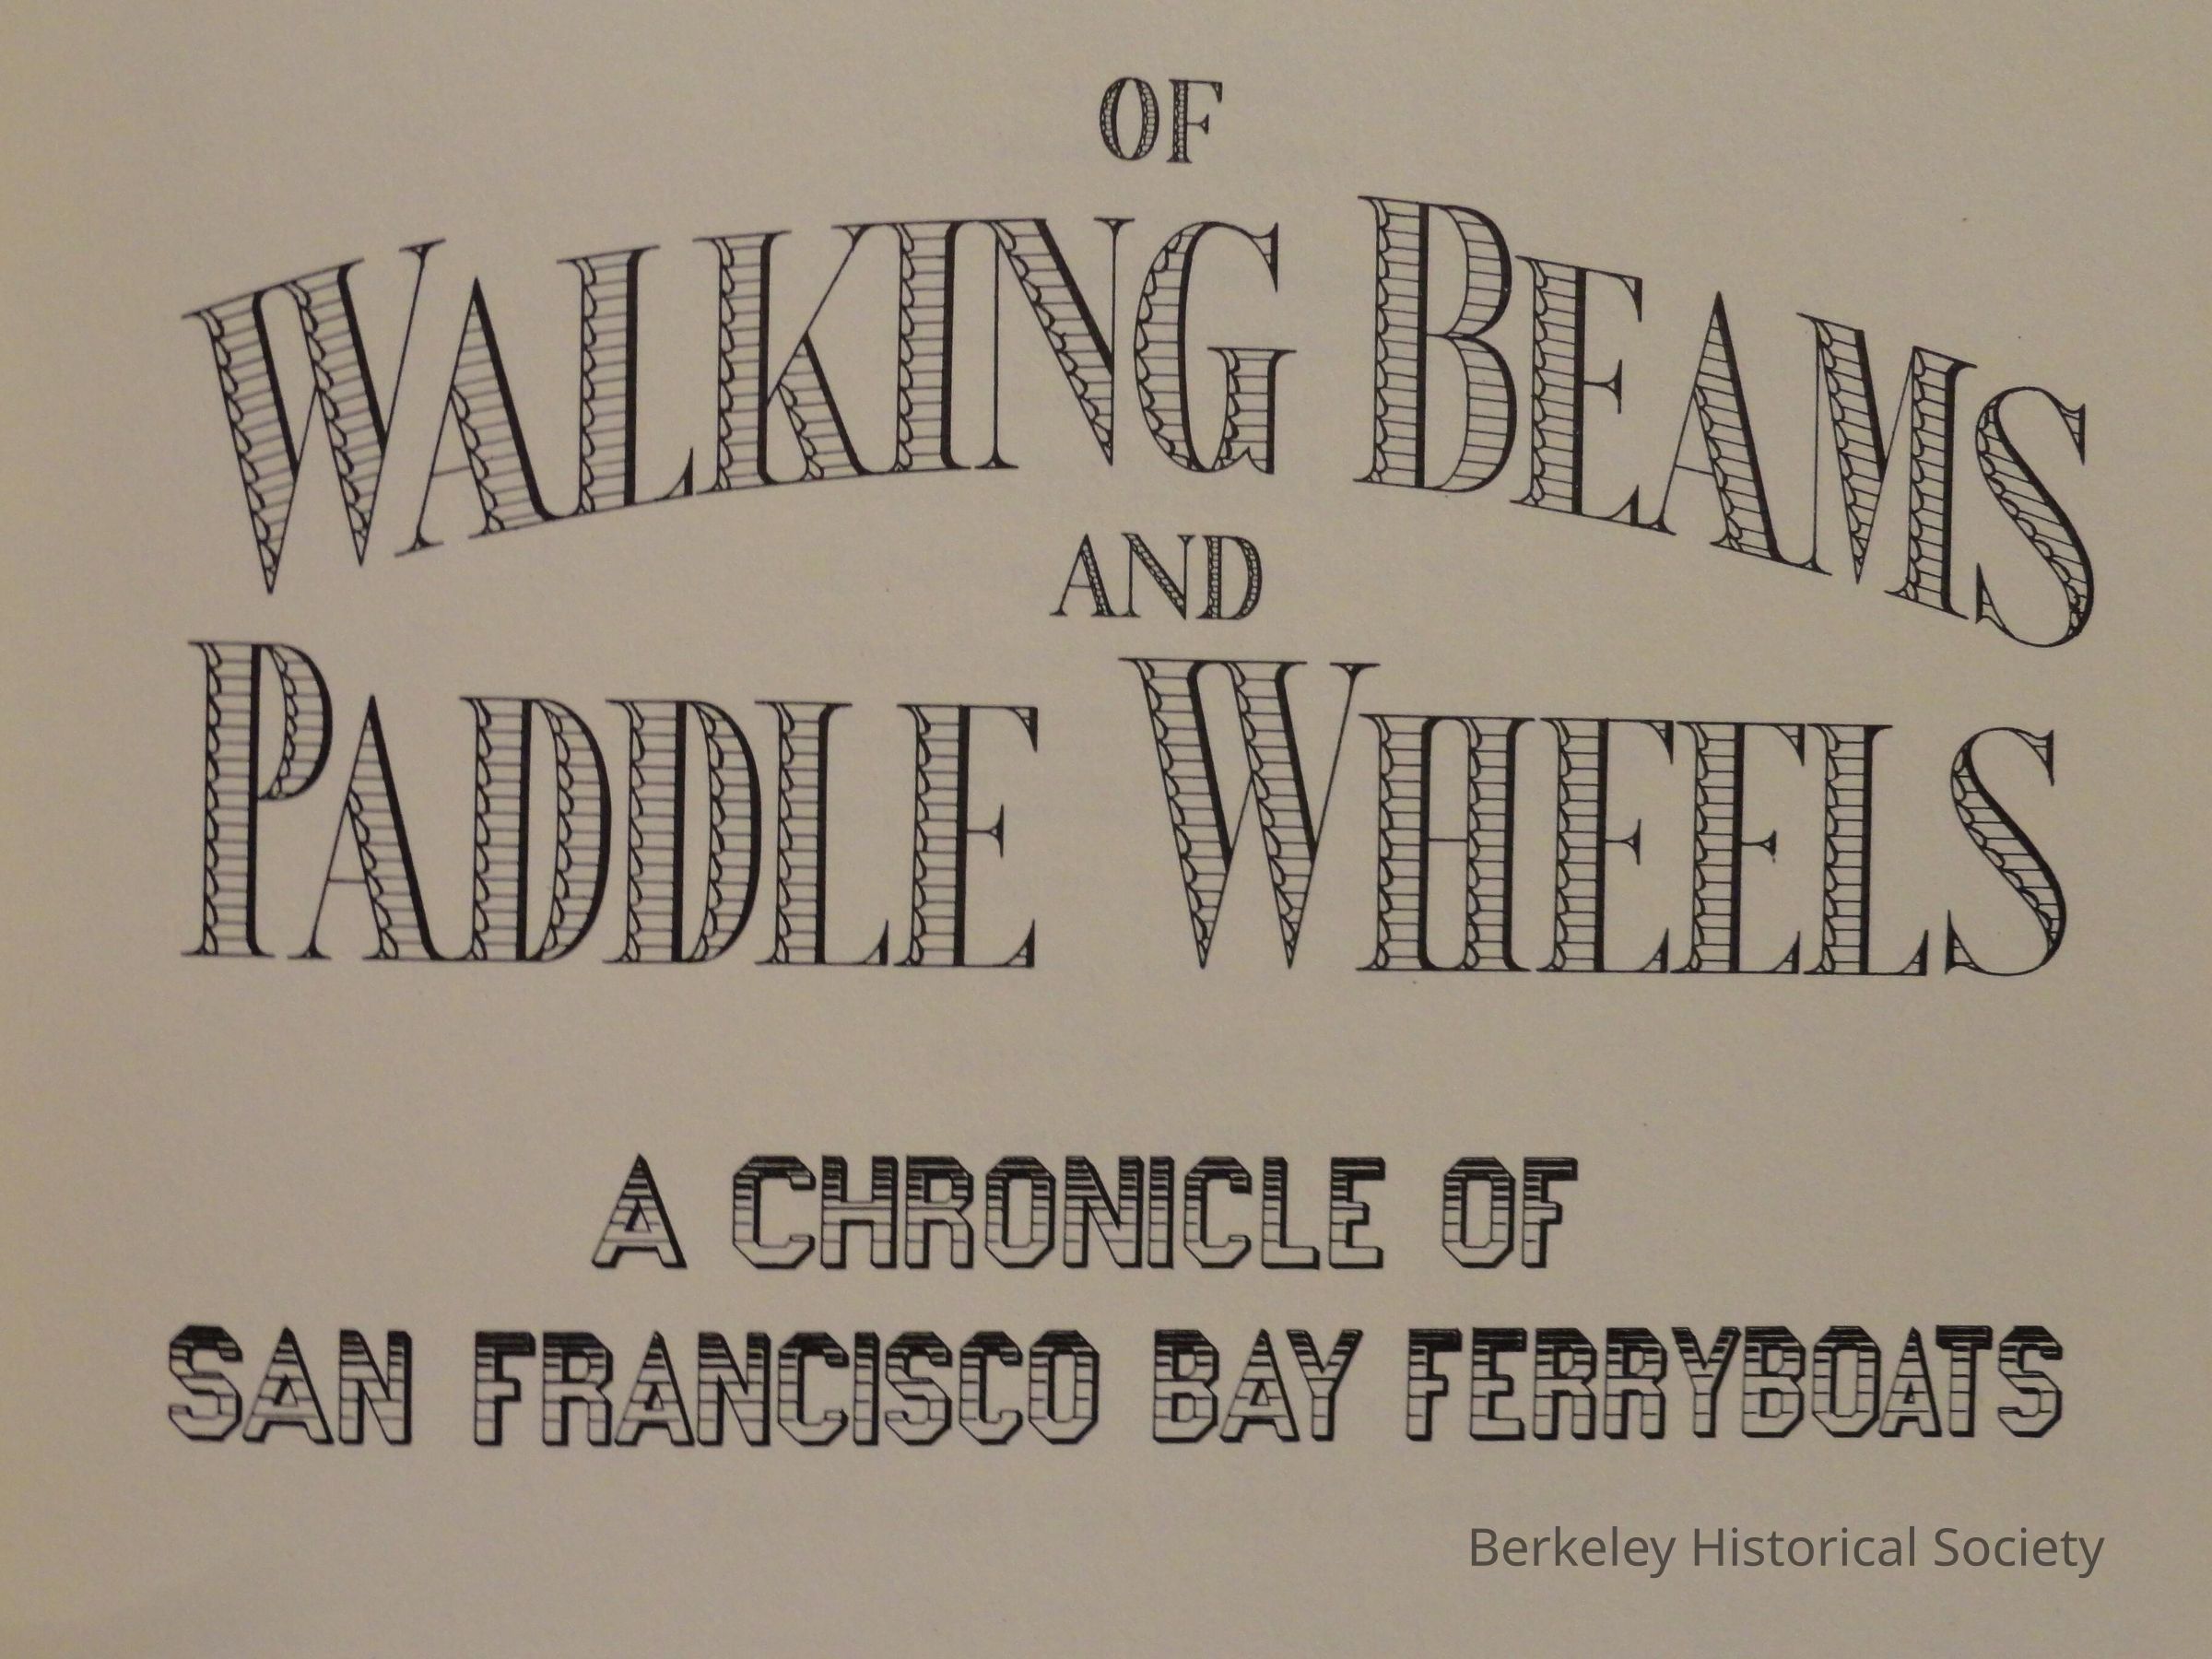 OF
WALKING BEAMS
AND
PADDLE WHEELS
A CHRONICLE OF
SAN FRANCISCO BAY FERRYBOATS
Berkeley Historical Society